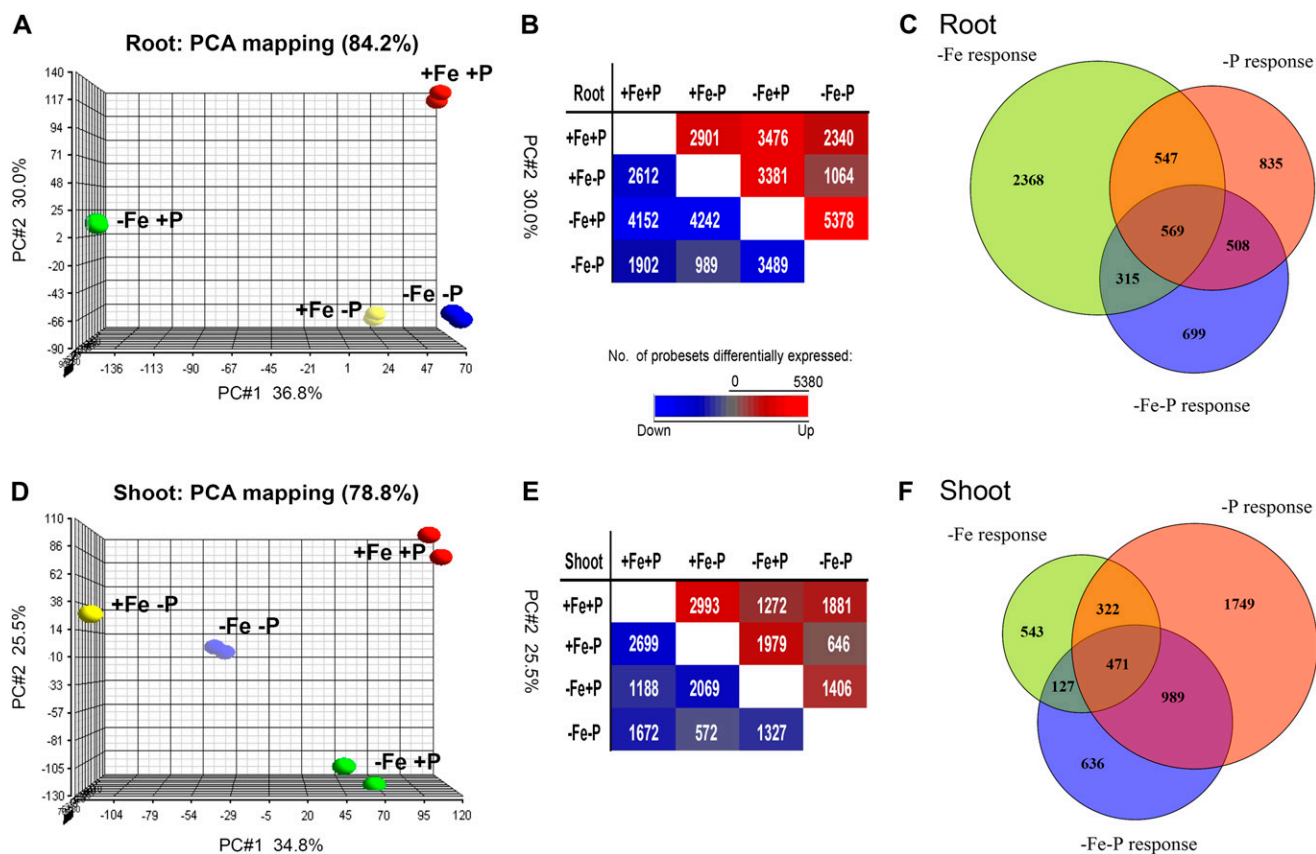 A
Root: PCA mapping (84.2%)
+Fe +P
-Fe +P
+Fe -P
-Fe -P
140
117
94
71
48
25
2
-20
-43
-66
-90
PC#2 30.0%
-136 -113 -90 -67 -45 -22 1 24 47 70
PC#1 36.8%
B
PC#2 30.0%
Root +Fe+P +Fe-P -Fe+P -Fe-P
+Fe+P 2901 3476 2340
+Fe-P 2612 3381 1064
-Fe+P 4152 4242 5378
-Fe-P 1902 989 3489
No. of probesets differentially expressed:
0 5380
Down Up
C Root
-Fe response
-P response
2368
547
835
569
508
315
699
-Fe-P response
D
Shoot: PCA mapping (78.8%)
+Fe +P
+Fe -P
-Fe -P
-Fe +P
110
86
62
38
14
-10
-33
-57
-81
-105
-130
PC#2 25.5%
-104 -79 -54 -29 -5 20 45 70 95 120
PC#1 34.8%
E
PC#2 25.5%
Shoot +Fe+P +Fe-P -Fe+P -Fe-P
+Fe+P 2993 1272 1881
+Fe-P 2699 1979 646
-Fe+P 1188 2069 1406
-Fe-P 1672 572 1327
F Shoot
-P response
-Fe response
543
322
1749
471
127
989
636
-Fe-P response